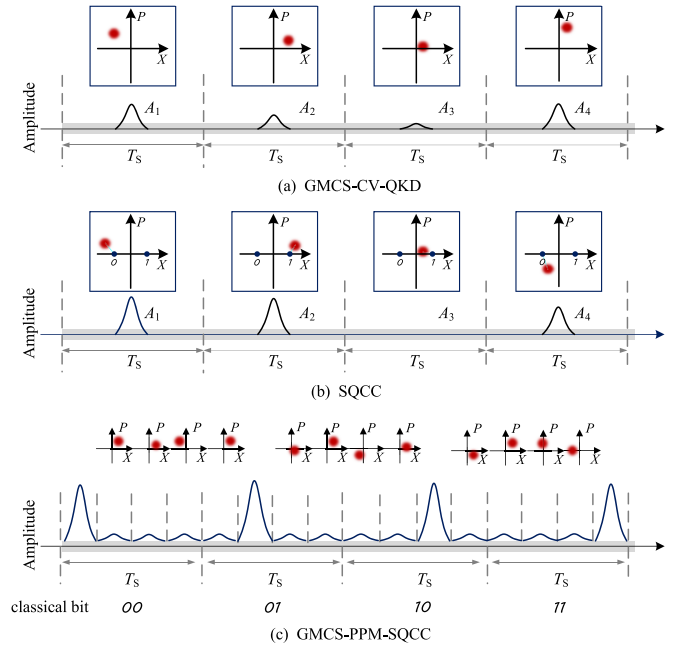 P P P P
X X X X
Amplitude
A1 A2 A3 A4
TS TS TS TS
(a) GMCS-CV-QKD
P P P P
0 1 X 0 1 X 0 1 X 0 1 X
Amplitude
A1 A2 A3 A4
TS TS TS TS
(b) SQCC
P P P P P P P P P P P P
X X X X X X X X X X X X
Amplitude
TS TS TS TS
classical bit 00 01 10 11
(c) GMCS-PPM-SQCC